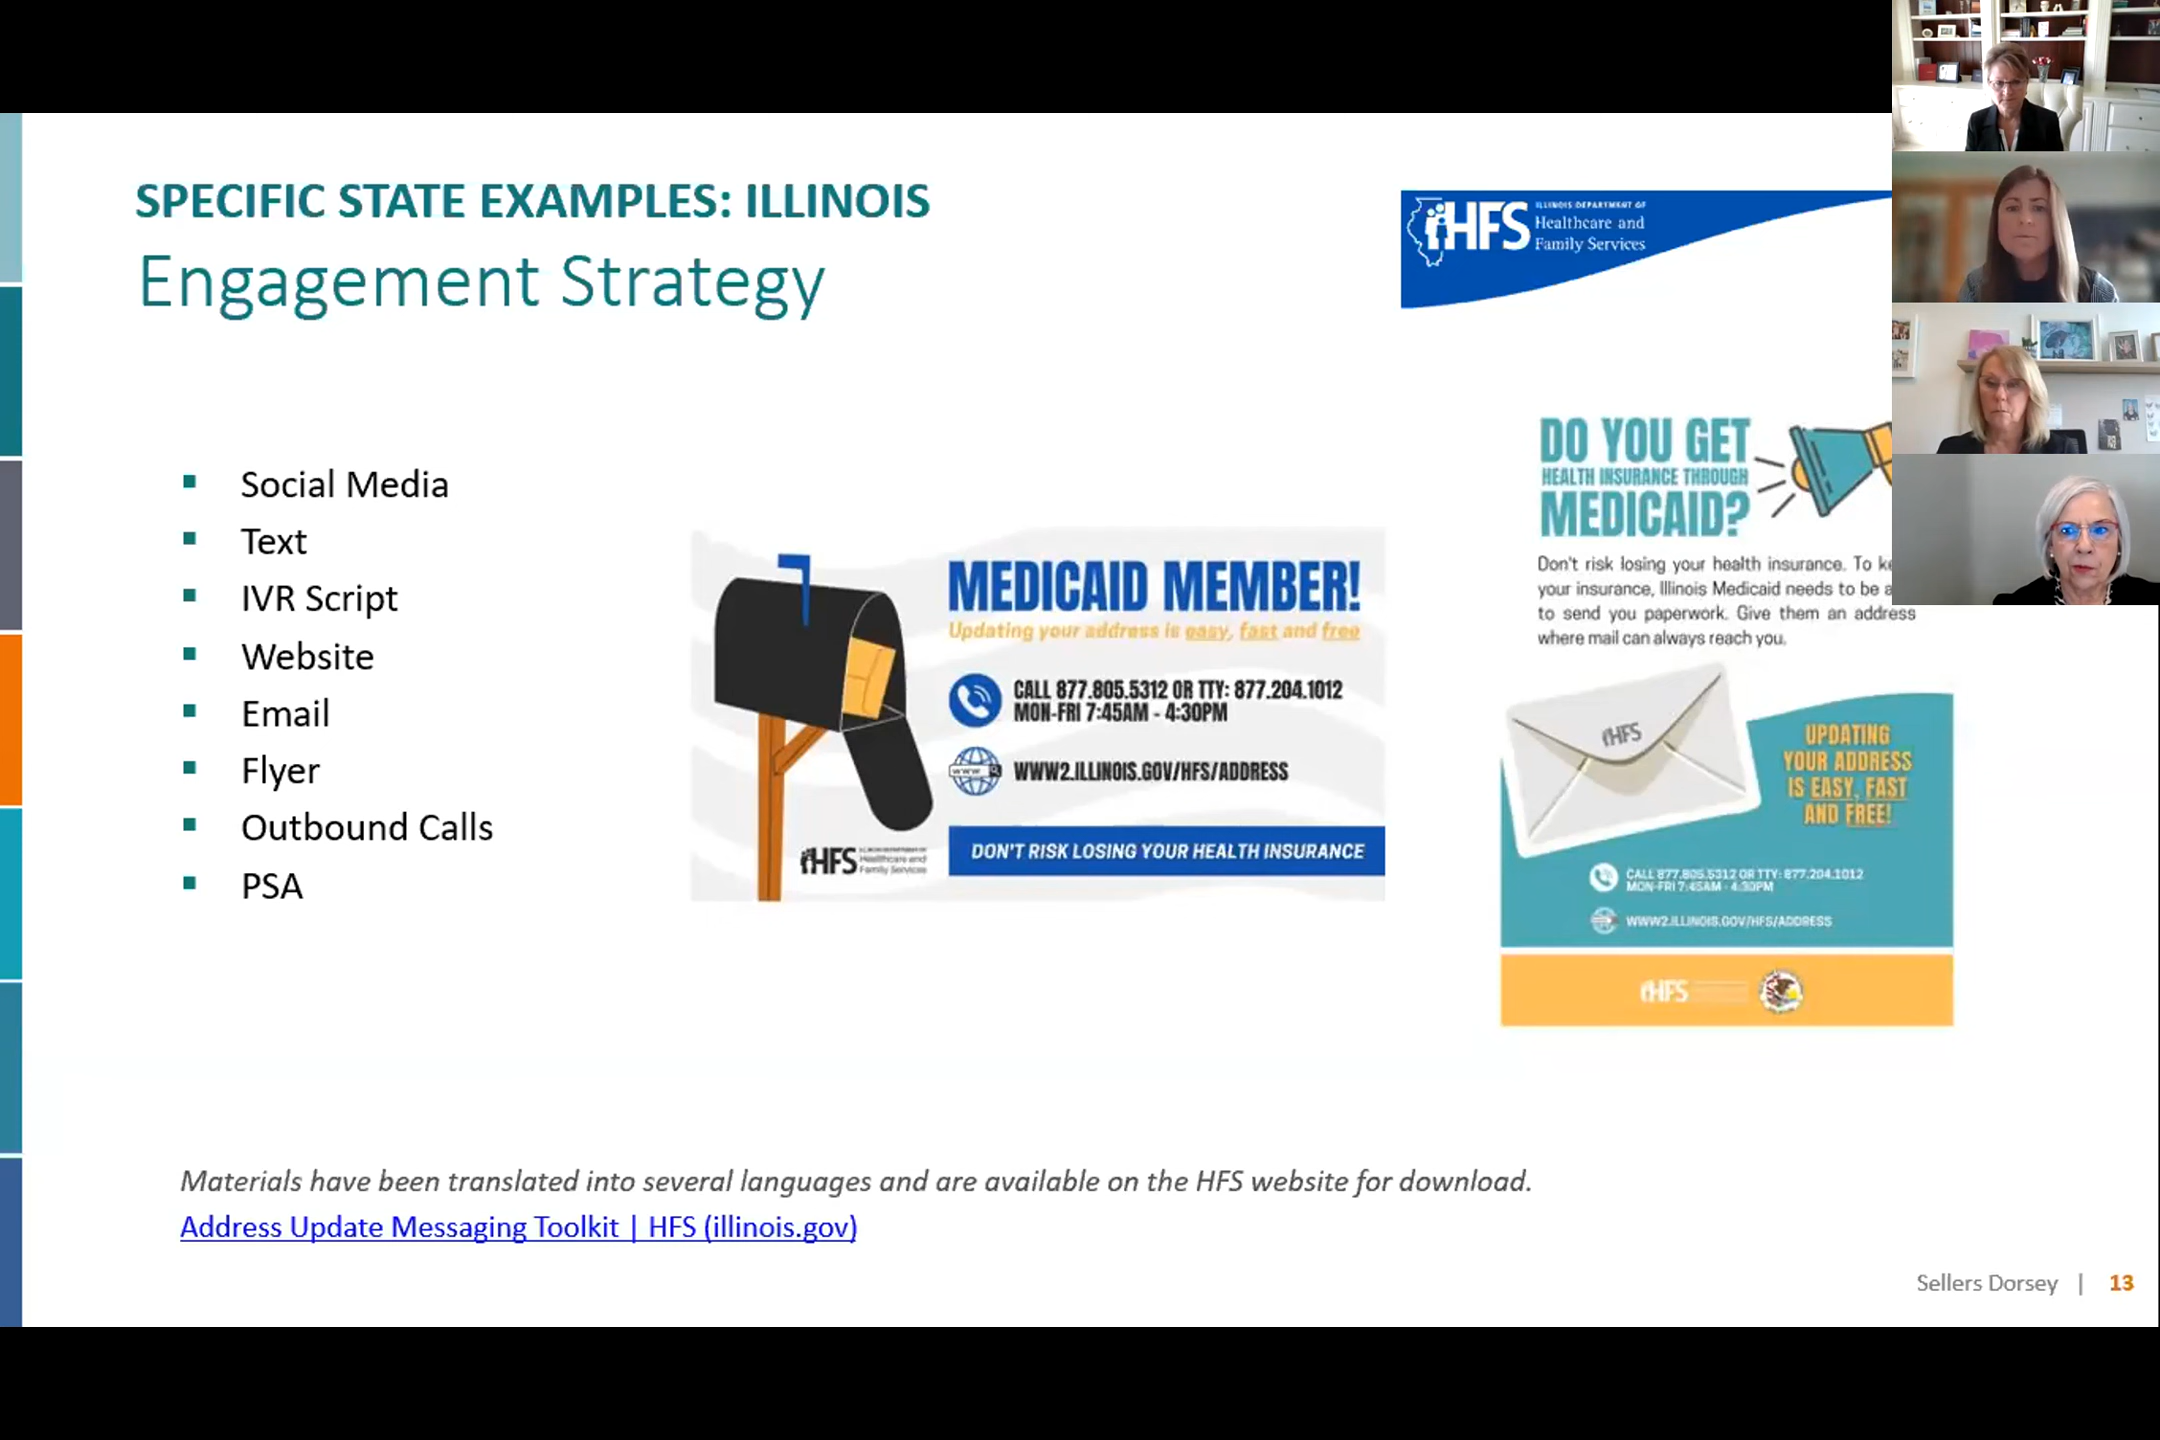 SPECIFIC STATE EXAMPLES: ILLINOIS
Engagement Strategy
HFS
ILLINOIS DEPARTMENT OF
Healthcare and
Family Services
Social Media
Text
IVR Script
Website
Email
Flyer
Outbound Calls
PSA
MEDICAID MEMBER!
Updating your address is easy, fast and free
CALL 877.805.5312 OR TTY: 877.204.1012
MON-FRI 7:45AM - 4:30PM
WWW
WWW2.ILLINOIS.GOV/HFS/ADDRESS
HFS
Healthcare and
Family Services
DON'T RISK LOSING YOUR HEALTH INSURANCE
DO YOU GET
HEALTH INSURANCE THROUGH
MEDICAID?
Don't risk losing your health insurance. To
your insurance, Illinois Medicaid needs to be
to send you paperwork. Give them an address
where mail can always reach you.
HFS
UPDATING
YOUR ADDRESS
IS EASY, FAST
AND FREE!
CALL 877.805.5312 OR TTY: 877.204.1012
MON-FRI 7:45AM - 4:30PM
WWW2.ILLINOIS.GOV/HFS/ADDRESS
HFS
Materials have been translated into several languages and are available on the HFS website for download.
Address Update Messaging Toolkit | HFS (illinois.gov)
Sellers Dorsey | 13